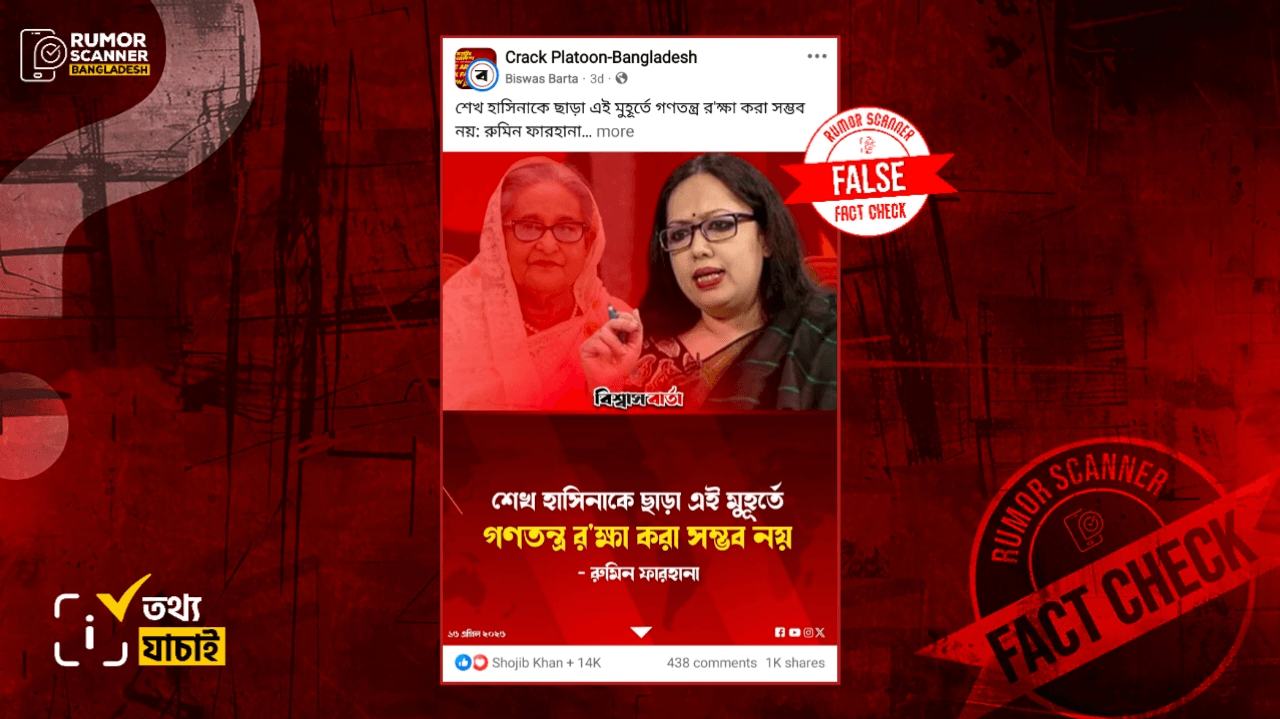 RUMOR
SCANNER
BANGLADESH
Crack Platoon-Bangladesh
Biswas Barta · 3d ·
শেখ হাসিনাকে ছাড়া এই মুহূর্তে গণতন্ত্র র'ক্ষা করা সম্ভব
নয়: রুমিন ফারহানা... more
RUMOR SCANNER
FALSE
FACT CHECK
বিশ্বাসবার্তা
শেখ হাসিনাকে ছাড়া এই মুহূর্তে
গণতন্ত্র র'ক্ষা করা সম্ভব নয়
- রুমিন ফারহানা
Shojib Khan + 14K
438 comments 1K shares
তথ্য
যাচাই
RUMOR SCANNER
FACT CHECK